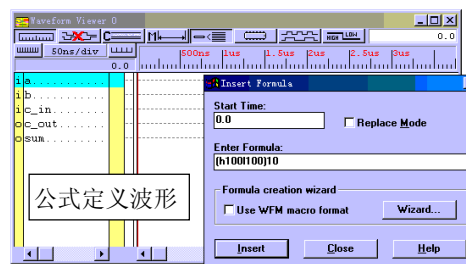 Waveform Viewer 0
M
HIGH LOW
0.0
50ns/div
500ns 1us 1.5us 2us 2.5us 3us
0.0
i a........
i b........
i c_in.....
o c_out.....
o sum.......
公式定义波形
Insert Formula
Start Time:
0.0
Replace Mode
Enter Formula:
(h100l100)10
Formula creation wizard
Use WFM macro format
Wizard...
Insert Close Help